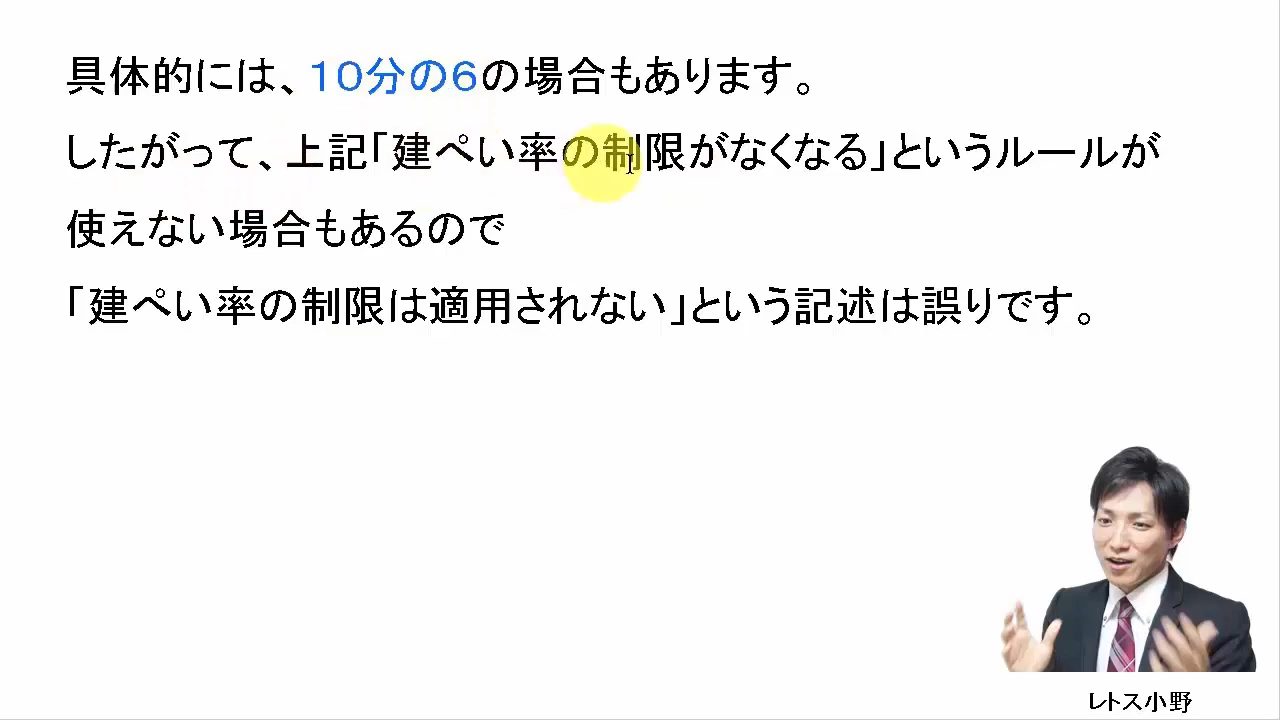 具体的には、10分の6の場合もあります。
したがって、上記「建ぺい率の制限がなくなる」というルールが
使えない場合もあるので
「建ぺい率の制限は適用されない」という記述は誤りです。
レトス小野